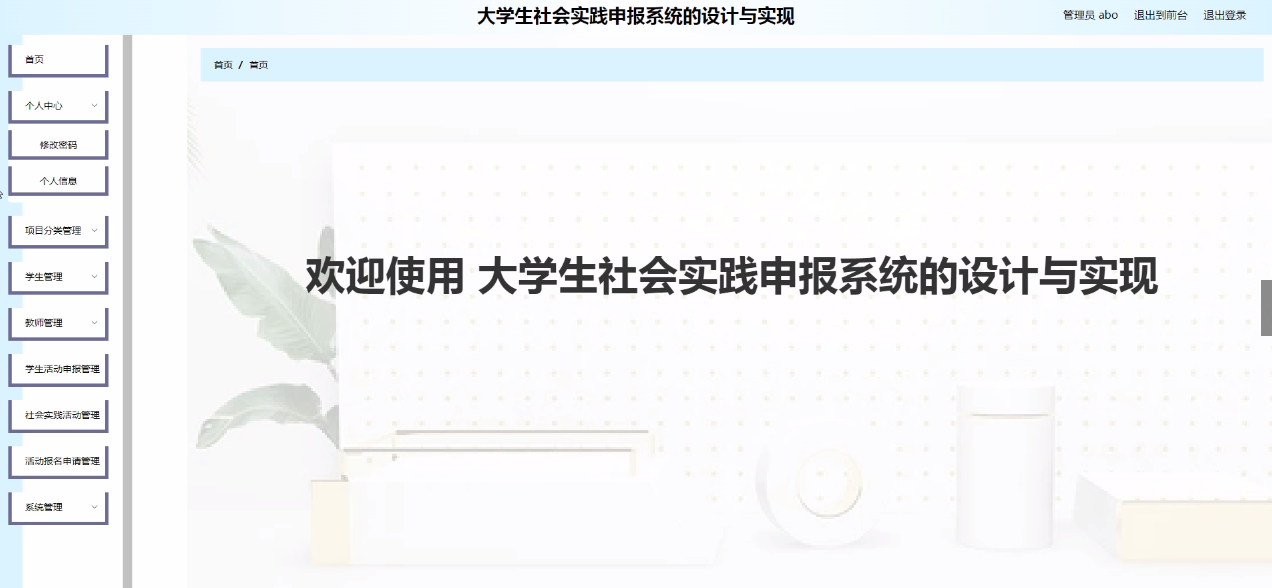 大学生社会实践申报系统的设计与实现
管理员 abo 退出到前台 退出登录
首页
首页 / 首页
个人中心
修改密码
个人信息
项目分类管理
学生管理
欢迎使用 大学生社会实践申报系统的设计与实现
教师管理
学生活动申报管理
社会实践活动管理
活动报名申请管理
系统管理